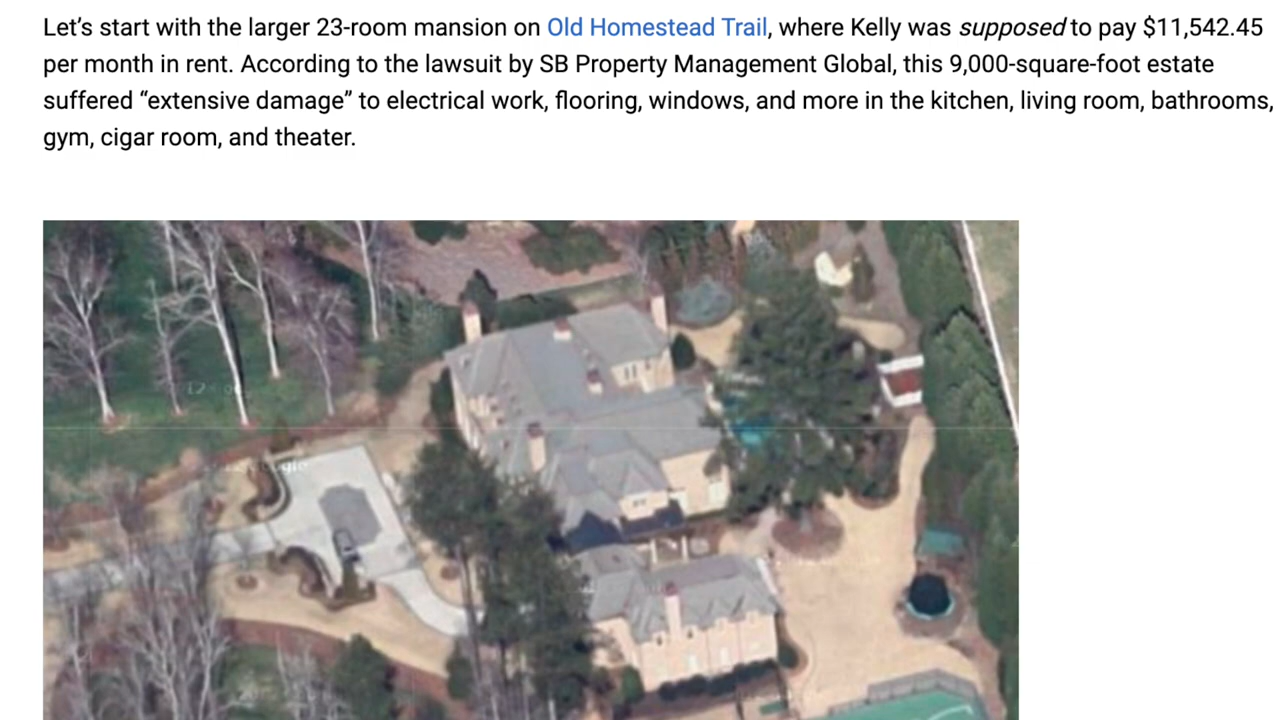 Let’s start with the larger 23-room mansion on Old Homestead Trail, where Kelly was supposed to pay $11,542.45
per month in rent. According to the lawsuit by SB Property Management Global, this 9,000-square-foot estate
suffered “extensive damage” to electrical work, flooring, windows, and more in the kitchen, living room, bathrooms,
gym, cigar room, and theater.